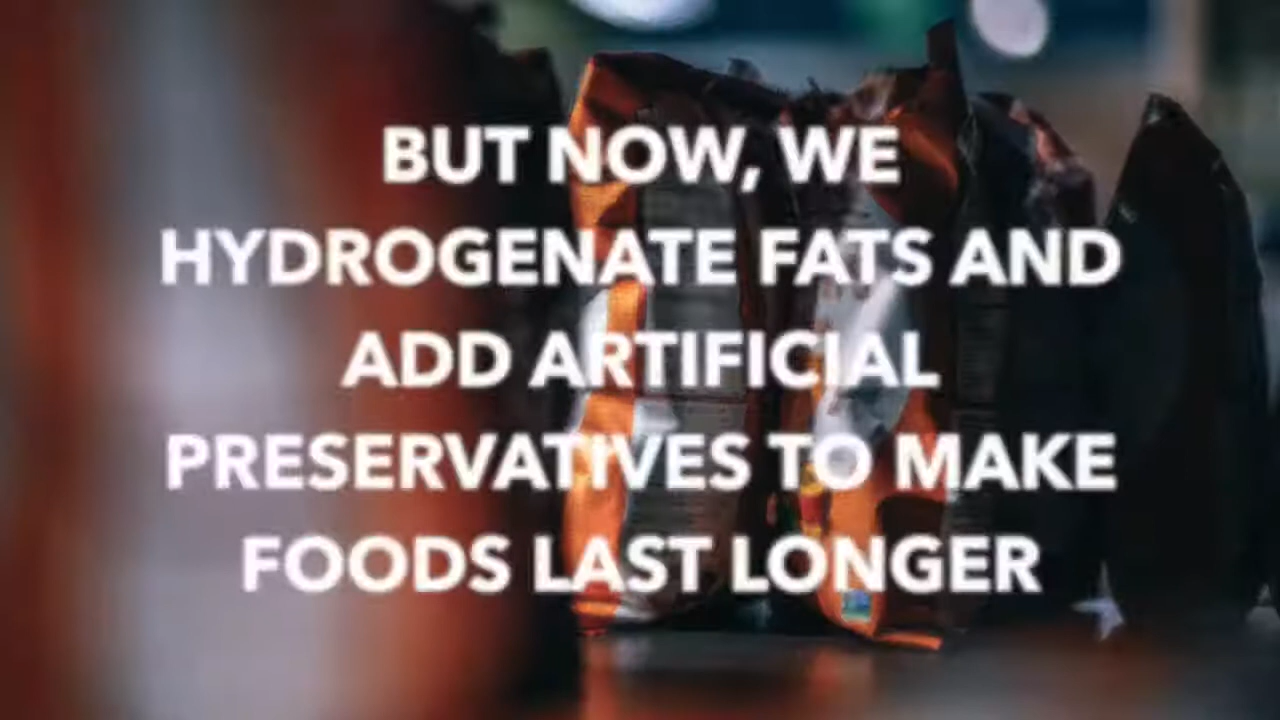 BUT NOW, WE
HYDROGENATE FATS AND
ADD ARTIFICIAL
PRESERVATIVES TO MAKE
FOODS LAST LONGER